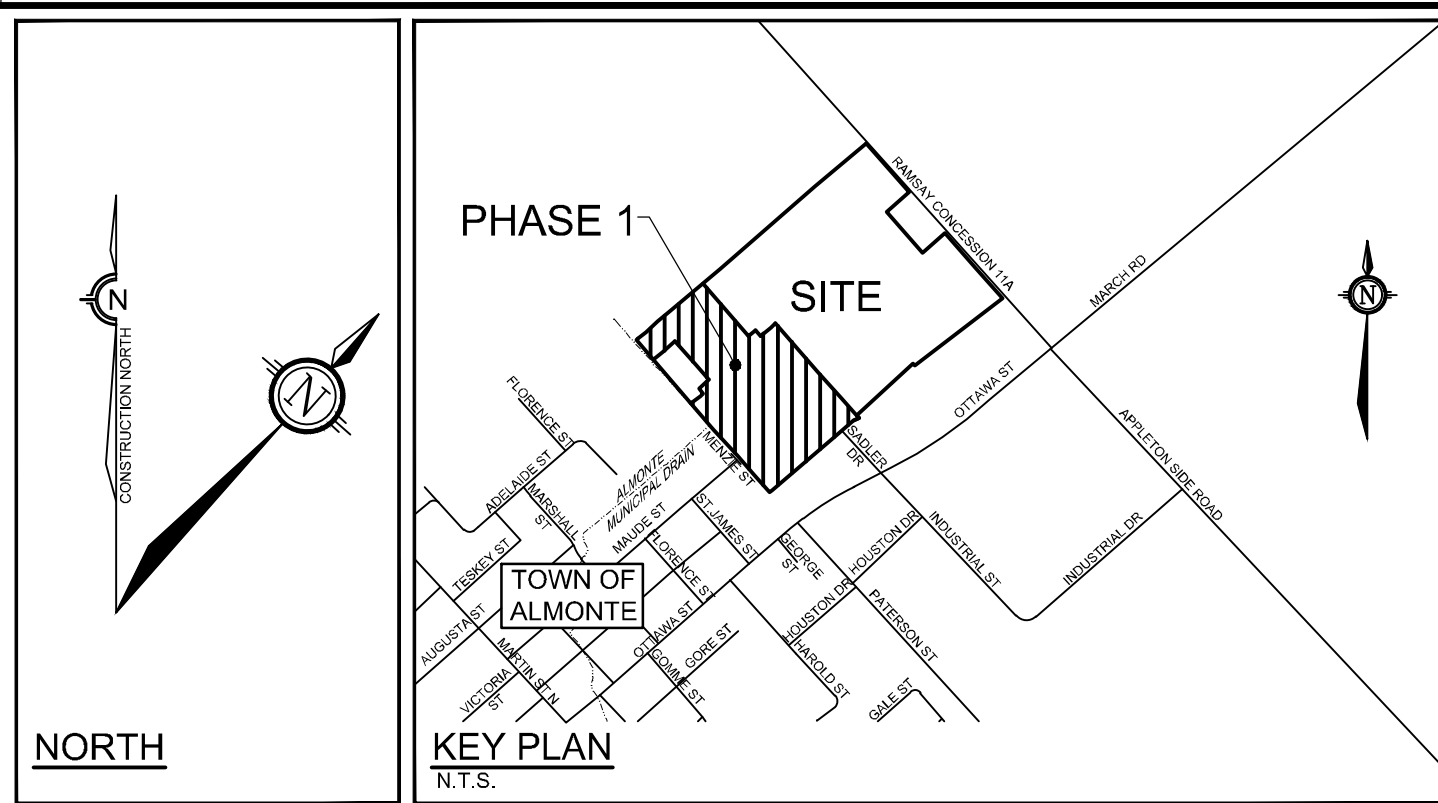 N
CONSTRUCTION NORTH
N
NORTH
PHASE 1
SITE
RAMSAY CONCESSION 11A
MARCH RD
N
OTTAWA ST
APPLETON SIDE ROAD
SADLER
DR
FLORENCE ST
MENZIE ST
ADELAIDE ST
MARSHALL
ST
ALMONTE
MUNICIPAL DRAIN
MAUDE ST
ST.JAMES ST
FLORENCE ST
GEORGE
ST
HOUSTON DR
INDUSTRIAL ST
INDUSTRIAL DR
TESKEY ST
TOWN OF
ALMONTE
AUGUSTA ST
OTTAWA ST
HOUSTON DR
PATERSON ST
MARTIN ST N
GORE ST
GOMME ST
HAROLD ST
VICTORIA
ST
GALE ST
KEY PLAN
N.T.S.